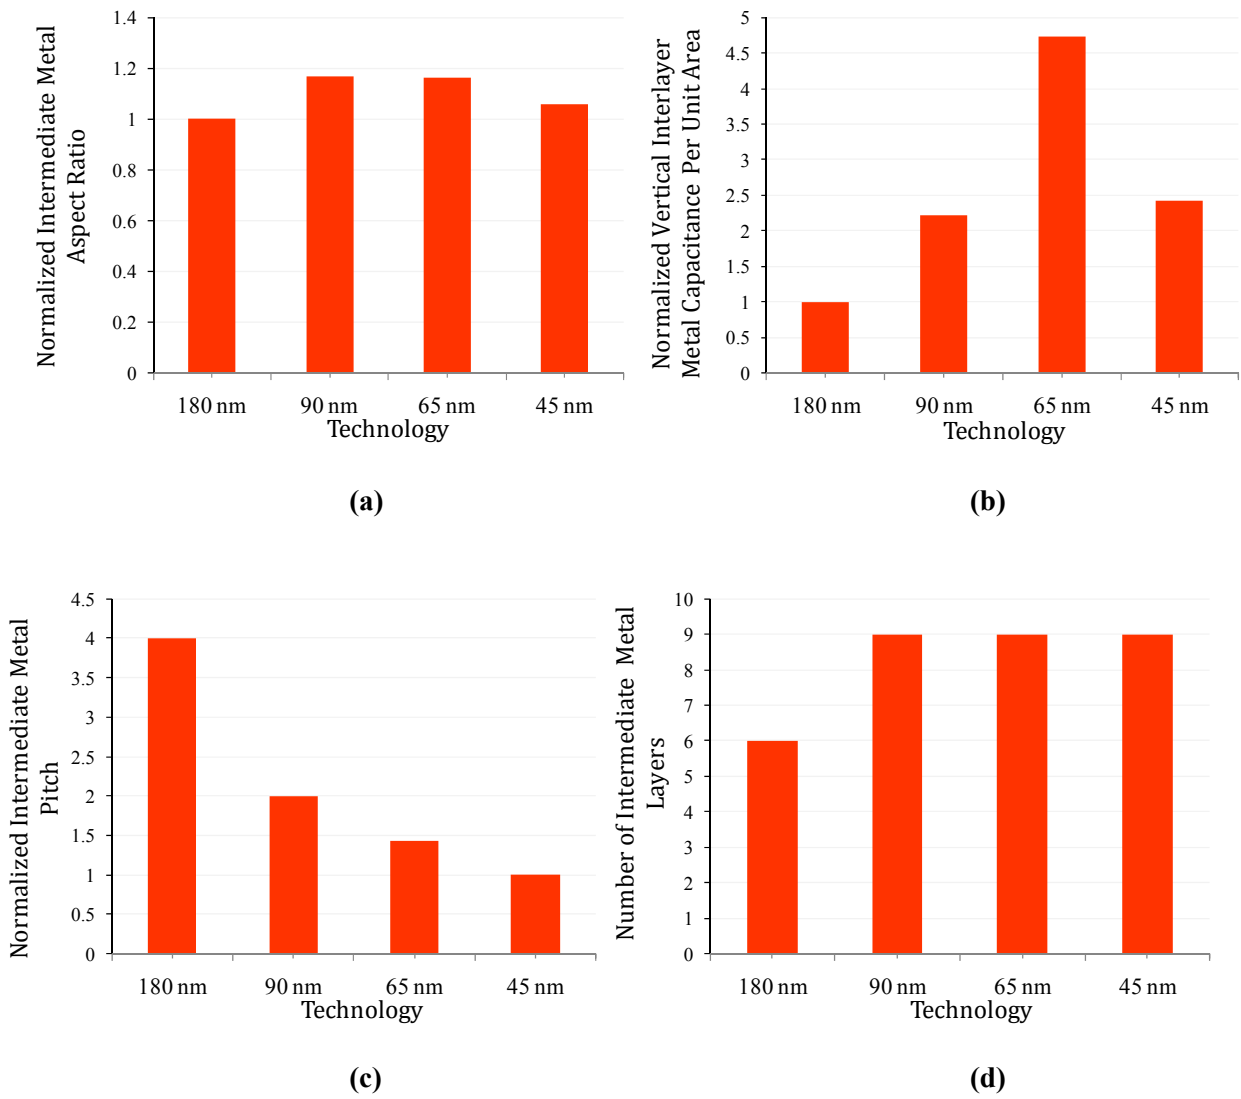 Normalized Intermediate Metal
Aspect Ratio
1.4
1.2
1
0.8
0.6
0.4
0.2
0
180 nm
90 nm
65 nm
45 nm
Technology
(a)
Normalized Vertical Interlayer
Metal Capacitance Per Unit Area
5
4.5
4
3.5
3
2.5
2
1.5
1
0.5
0
180 nm
90 nm
65 nm
45 nm
Technology
(b)
Normalized Intermediate Metal
Pitch
4.5
4
3.5
3
2.5
2
1.5
1
0.5
0
180 nm
90 nm
65 nm
45 nm
Technology
(c)
Number of Intermediate Metal
Layers
10
9
8
7
6
5
4
3
2
1
0
180 nm
90 nm
65 nm
45 nm
Technology
(d)